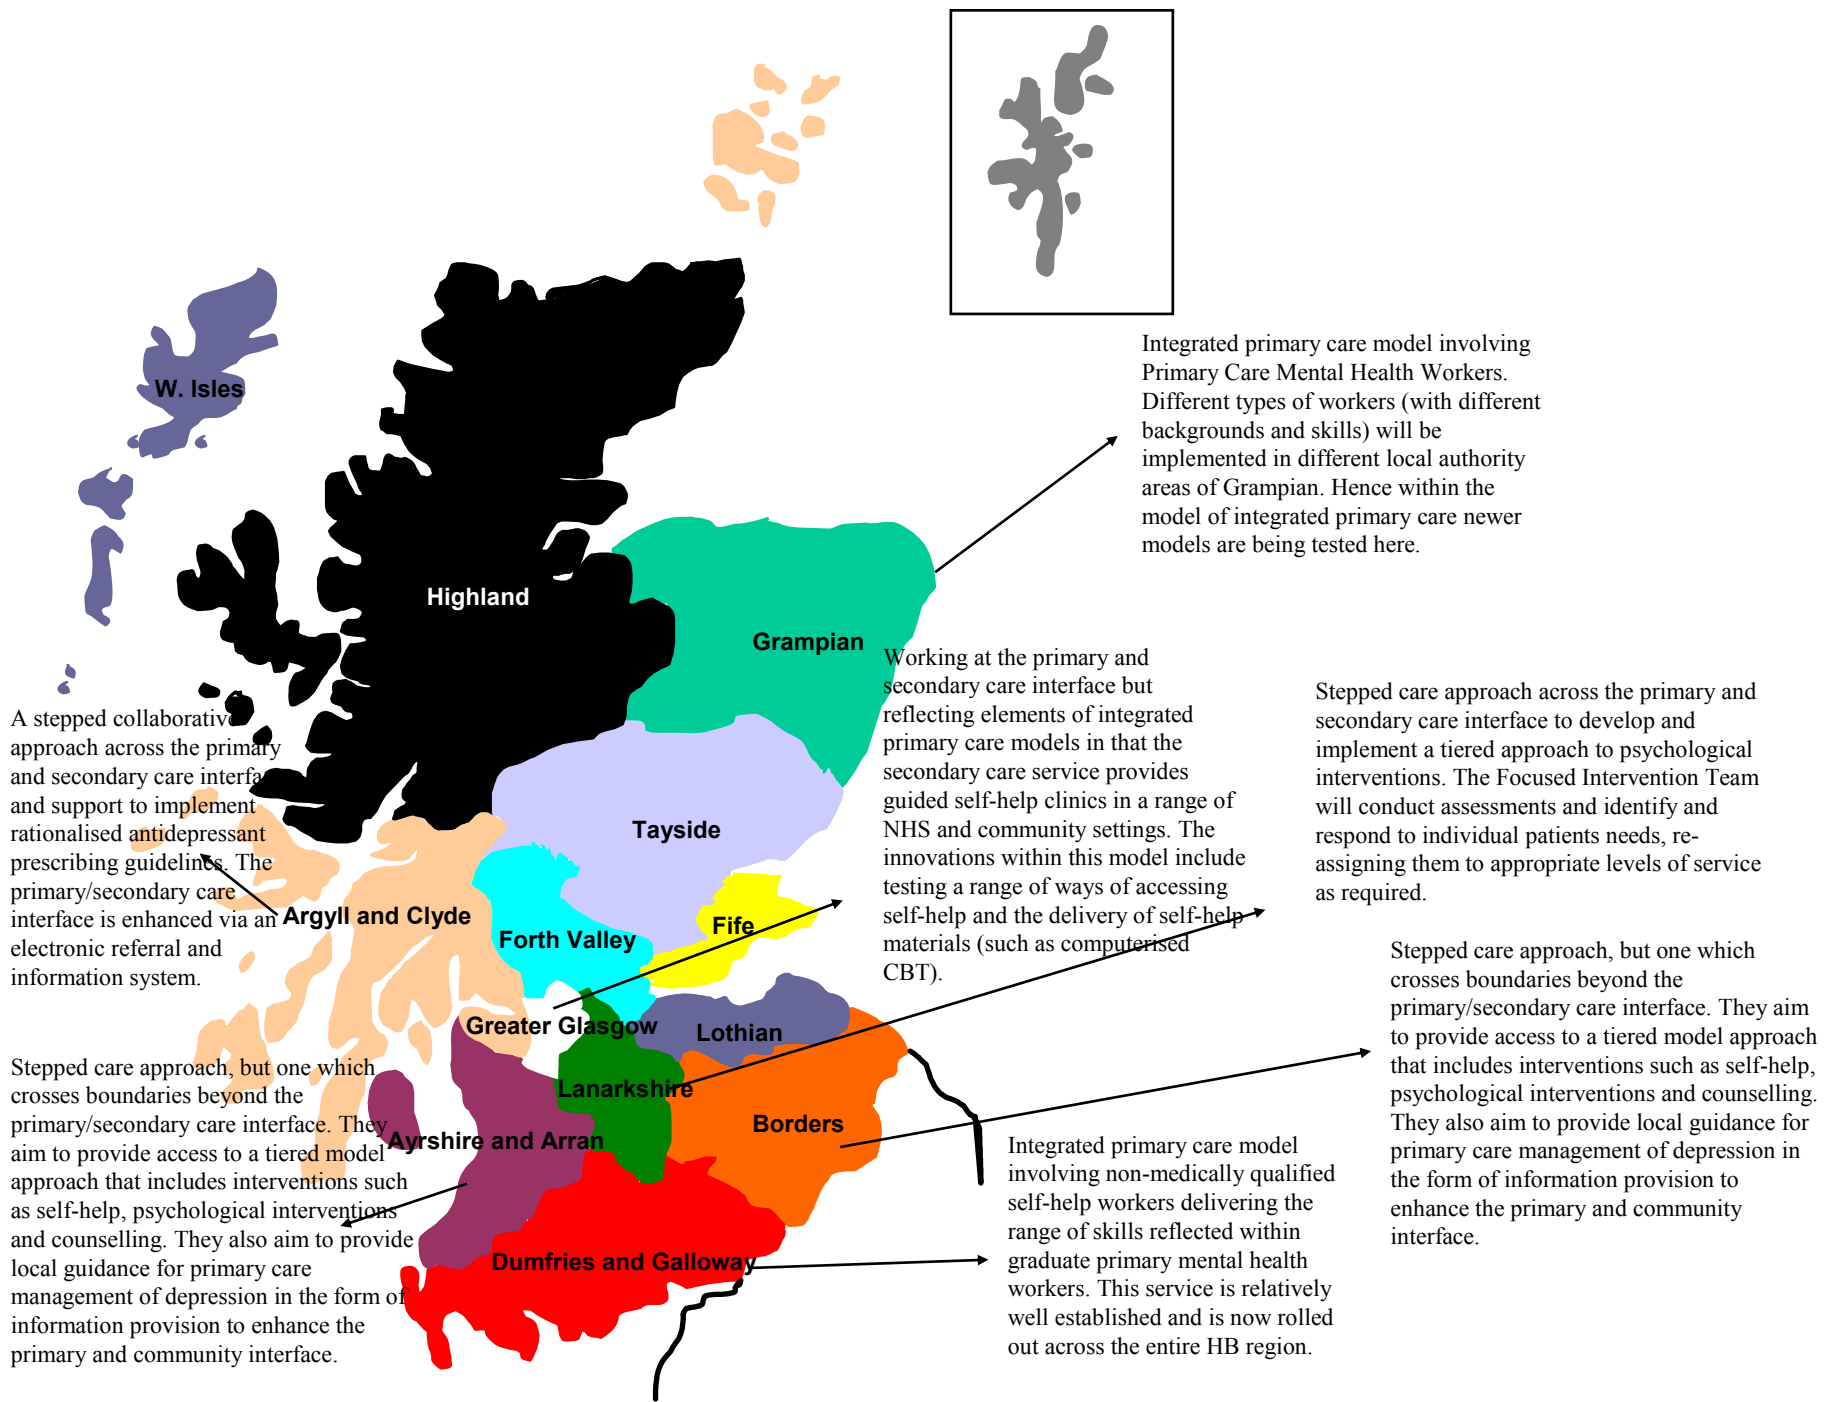 Integrated primary care model involving
Primary Care Mental Health Workers.
Different types of workers (with different
backgrounds and skills) will be
implemented in different local authority
areas of Grampian. Hence within the
model of integrated primary care newer
models are being tested here.
W. Isles
Highland
Grampian
Tayside
Fife
Forth Valley
Argyll and Clyde
Greater Glasgow
Lothian
Lanarkshire
Borders
Ayrshire and Arran
Dumfries and Galloway
A stepped collaborative
approach across the primary
and secondary care interfa
and support to implement
rationalised antidepressant
prescribing guidelines. The
primary/secondary care
interface is enhanced via an
electronic referral and
information system.
Working at the primary and
secondary care interface but
reflecting elements of integrated
primary care models in that the
secondary care service provides
guided self-help clinics in a range of
NHS and community settings. The
innovations within this model include
testing a range of ways of accessing
self-help and the delivery of self-help
materials (such as computerised
CBT).
Stepped care approach across the primary and
secondary care interface to develop and
implement a tiered approach to psychological
interventions. The Focused Intervention Team
will conduct assessments and identify and
respond to individual patients needs, re-
assigning them to appropriate levels of service
as required.
Stepped care approach, but one which
crosses boundaries beyond the
primary/secondary care interface. They aim
to provide access to a tiered model approach
that includes interventions such as self-help,
psychological interventions and counselling.
They also aim to provide local guidance for
primary care management of depression in
the form of information provision to
enhance the primary and community
interface.
Stepped care approach, but one which
crosses boundaries beyond the
primary/secondary care interface. They
aim to provide access to a tiered model
approach that includes interventions such
as self-help, psychological interventions
and counselling. They also aim to provide
local guidance for primary care
management of depression in the form of
information provision to enhance the
primary and community interface.
Integrated primary care model
involving non-medically qualified
self-help workers delivering the
range of skills reflected within
graduate primary mental health
workers. This service is relatively
well established and is now rolled
out across the entire HB region.